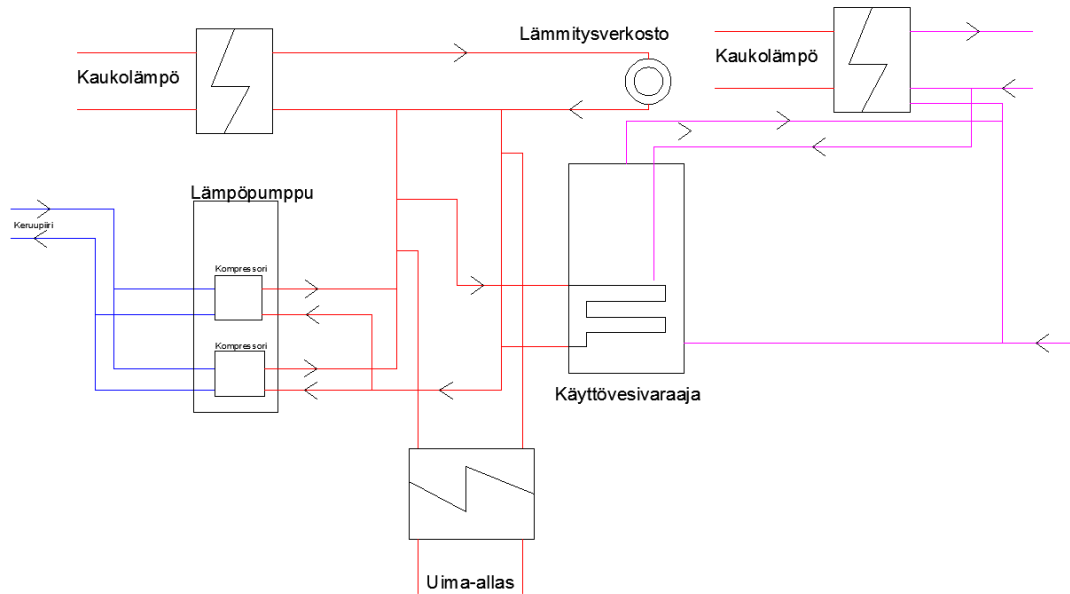 Lämmitysverkosto
Kaukolämpö
Kaukolämpö
Lämpöpumppu
Keruupiiri
Kompressori
Kompressori
Käyttövesivaraaja
Uima-allas